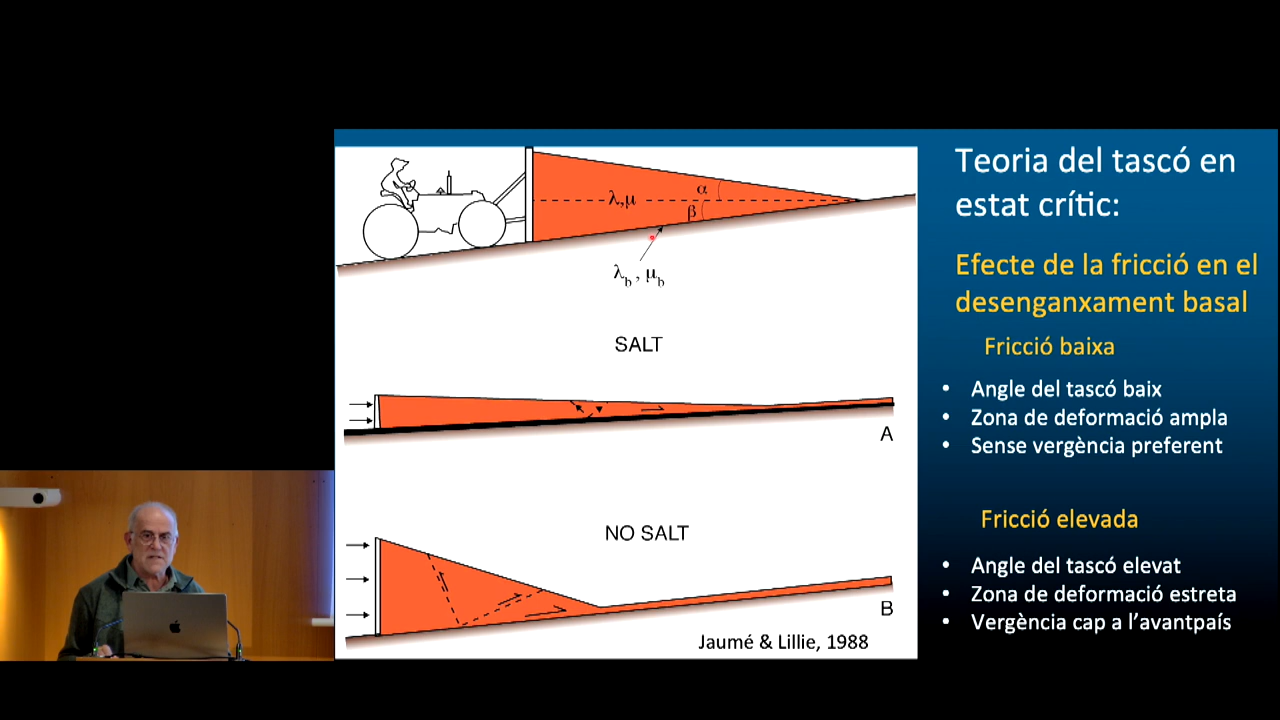 α
λ,μ
β
λb , μb
SALT
A
NO SALT
B
Jaumé & Lillie, 1988
Teoria del tascó en
estat crític:
Efecte de la fricció en el
desenganxament basal
Fricció baixa
• Angle del tascó baix
• Zona de deformació ampla
• Sense vergència preferent
Fricció elevada
• Angle del tascó elevat
• Zona de deformació estreta
• Vergència cap a l’avantpaís